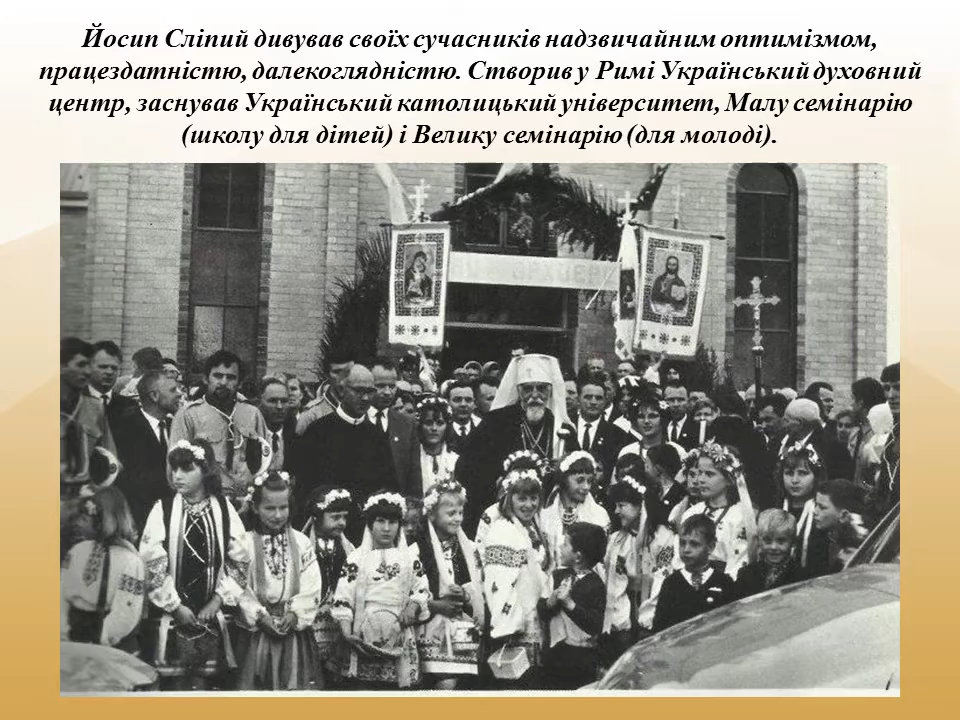 Йосип Сліпий дивував своїх сучасників надзвичайним оптимізмом,
працездатністю, далекоглядністю. Створив у Римі Український духовний
центр, заснував Український католицький університет, Малу семінарію
(школу для дітей) і Велику семінарію (для молоді).